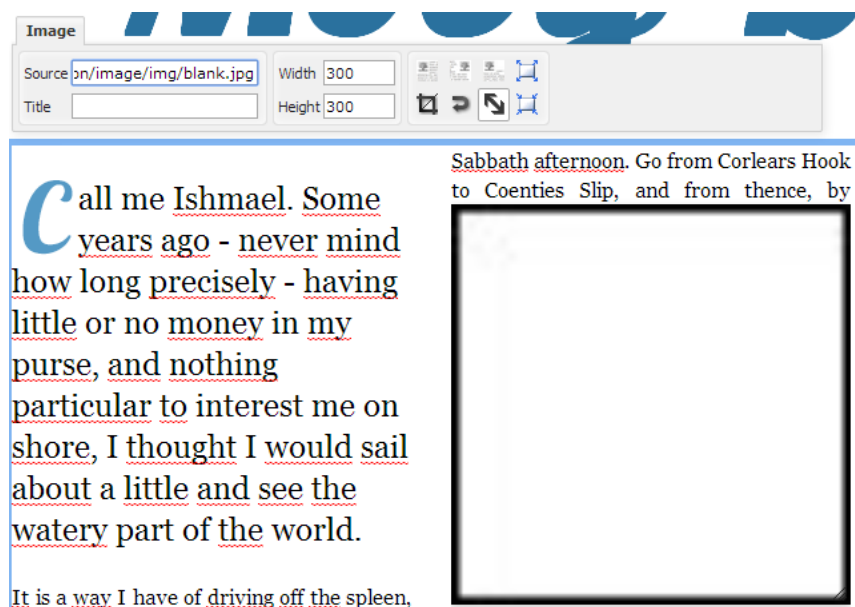 Image
Source on/image/img/blank.jpg
Width 300
Title
Height 300
Call me Ishmael. Some
years ago - never mind
how long precisely - having
little or no money in my
purse, and nothing
particular to interest me on
shore, I thought I would sail
about a little and see the
watery part of the world.
It is a way I have of driving off the spleen,
Sabbath afternoon. Go from Corlears Hook
to Coenties Slip, and from thence, by